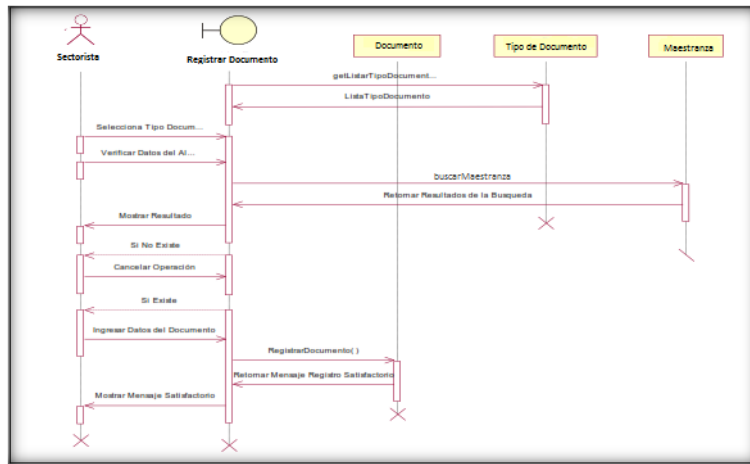 Sectorista
Registrar Documento
Documento
Tipo de Documento
Maestranza
getListarTipoDocument...
ListaTipoDocumento
Selecciona Tipo Docum...
Verificar Datos del Al...
buscarMaestranza
Retornar Resultados de la Busqueda
Mostrar Resultado
Si No Existe
Cancelar Operación
Si Existe
Ingresar Datos del Documento
RegistrarDocumento( )
Retornar Mensaje Registro Satisfactorio
Mostrar Mensaje Satisfactorio